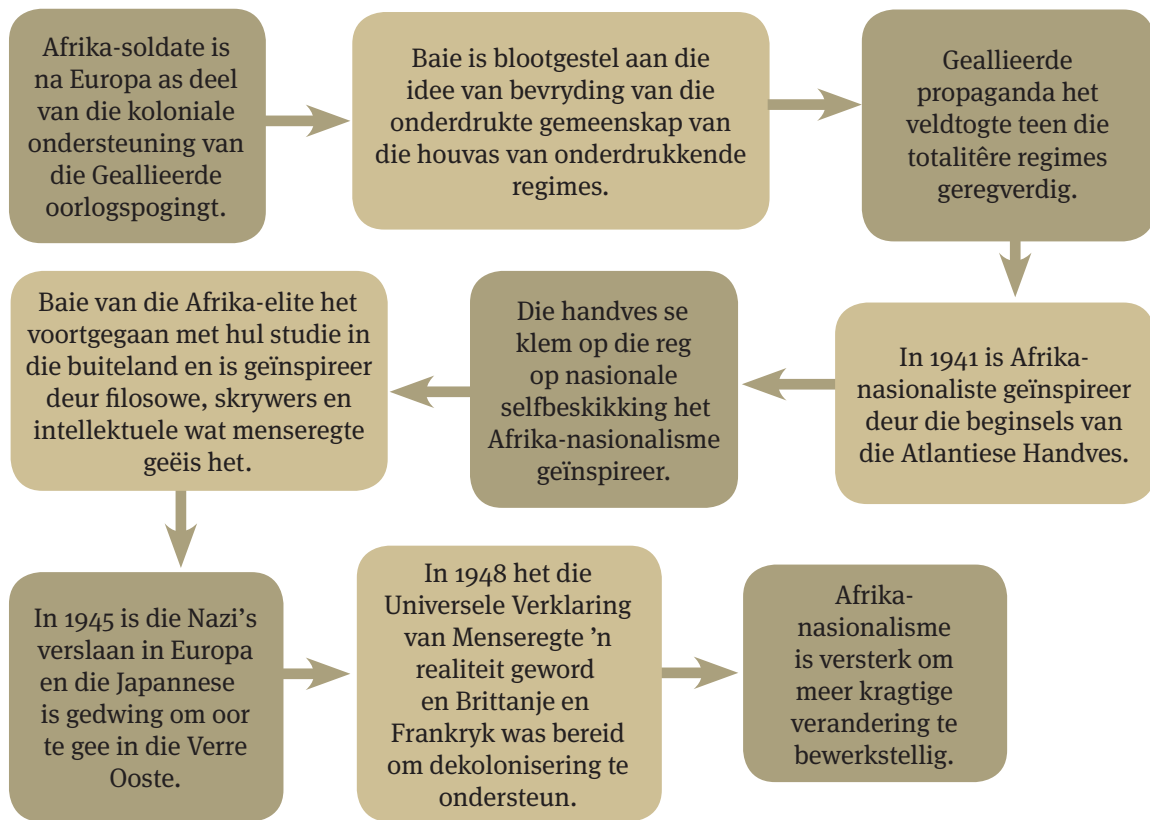 Afrika-soldate is
na Europa as deel
van die koloniale
ondersteuning van
die Geallieerde
oorlogspogingt.
Baie is blootgestel aan die
idee van bevryding van die
onderdrukte gemeenskap van
die houvas van onderdrukkende
regimes.
Geallieerde
propaganda het
veldtogte teen die
totalitêre regimes
geregverdig.
In 1941 is Afrika-
nasionaliste geïnspireer
deur die beginsels van
die Atlantiese Handves.
Die handves se
klem op die reg
op nasionale
selfbeskikking het
Afrika-nasionalisme
geïnspireer.
Baie van die Afrika-elite het
voortgegaan met hul studie in
die buiteland en is geïnspireer
deur filosowe, skrywers en
intellektuele wat menseregte
geëis het.
In 1945 is die Nazi’s
verslaan in Europa
en die Japannese
is gedwing om oor
te gee in die Verre
Ooste.
In 1948 het die
Universele Verklaring
van Menseregte ’n
realiteit geword
en Brittanje en
Frankryk was bereid
om dekolonisering te
ondersteun.
Afrika-
nasionalisme
is versterk om
meer kragtige
verandering te
bewerkstellig.